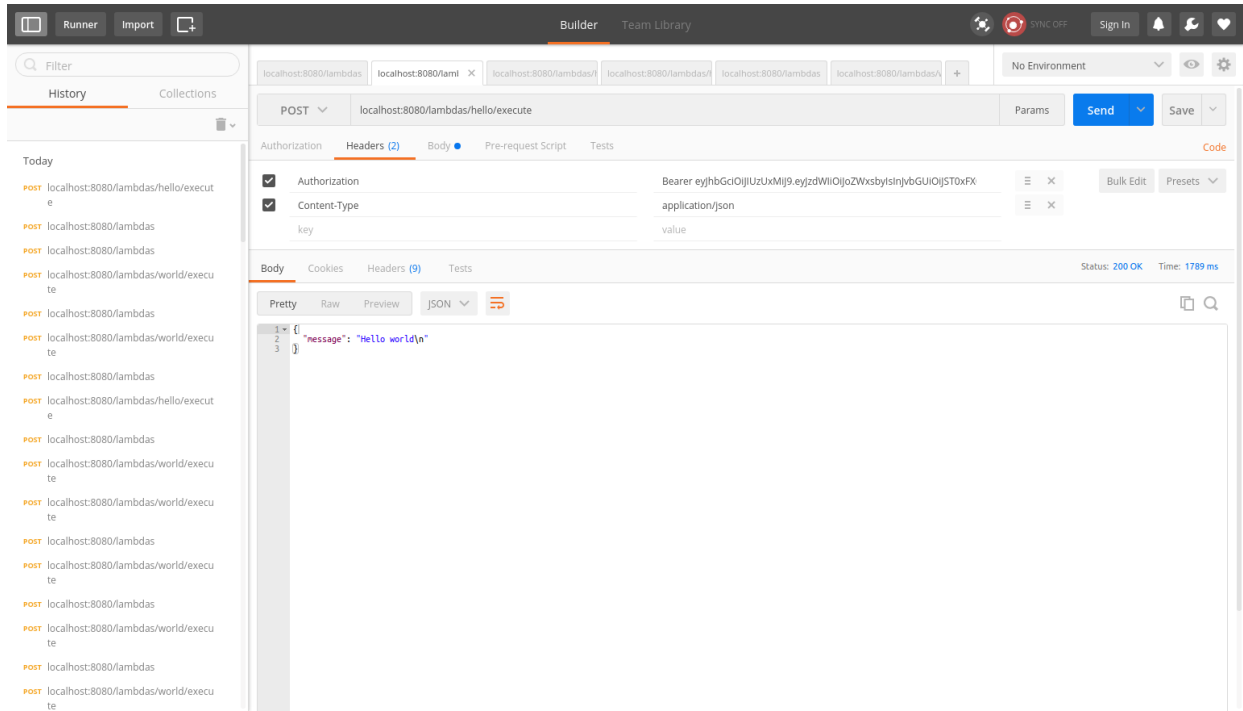 Runner Import Builder Team Library SYNC OFF Sign In
Filter
History Collections
Today
POST localhost:8080/lambdas/hello/execut
e
POST localhost:8080/lambdas
POST localhost:8080/lambdas
POST localhost:8080/lambdas/world/execu
te
POST localhost:8080/lambdas
POST localhost:8080/lambdas/world/execu
te
POST localhost:8080/lambdas
POST localhost:8080/lambdas/hello/execut
e
POST localhost:8080/lambdas
POST localhost:8080/lambdas/world/execu
te
POST localhost:8080/lambdas/world/execu
te
POST localhost:8080/lambdas
POST localhost:8080/lambdas/world/execu
te
POST localhost:8080/lambdas
POST localhost:8080/lambdas/world/execu
te
POST localhost:8080/lambdas
POST localhost:8080/lambdas/world/execu
te
localhost:8080/lambdas localhost:8080/laml localhost:8080/lambdas/ localhost:8080/lambdas/ localhost:8080/lambdas localhost:8080/lambdas/ +
No Environment
POST localhost:8080/lambdas/hello/execute Params Send Save
Authorization Headers (2) Body Pre-request Script Tests Code
Authorization Bearer Bulk Edit Presets
Content-Type application/json
key value
Body Cookies Headers (9) Tests Status: 200 OK Time: 1789 ms
Pretty Raw Preview JSON
1 {
2 "message": "Hello world\n"
3 }